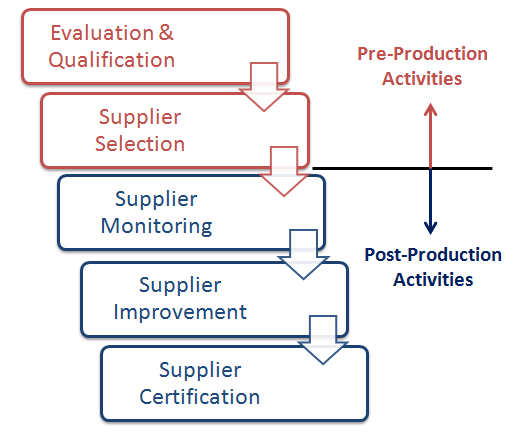 Evaluation &
Qualification
Supplier
Selection
Supplier
Monitoring
Supplier
Improvement
Supplier
Certification
Pre-Production
Activities
Post-Production
Activities